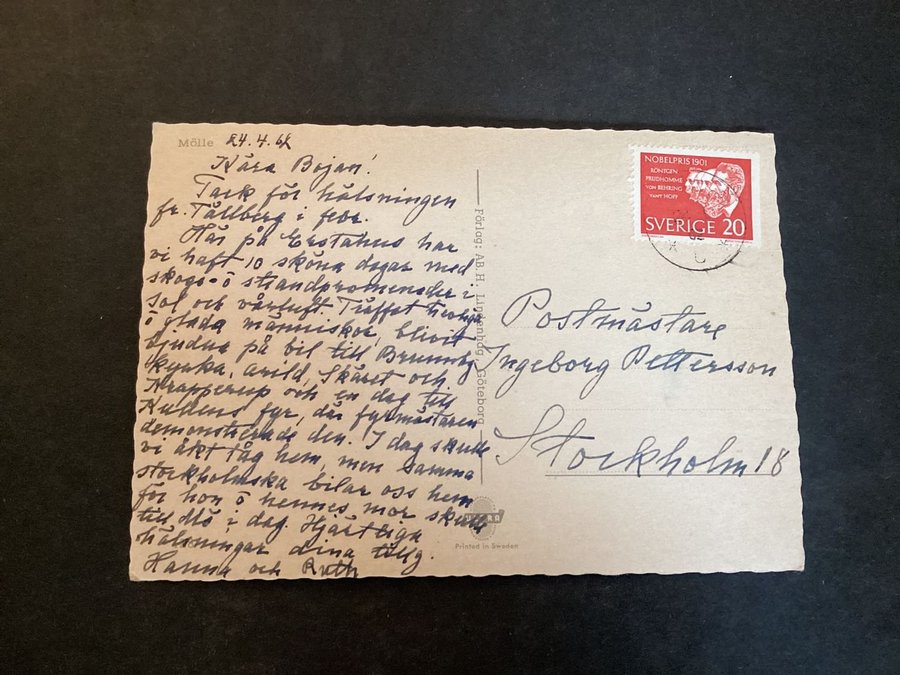 Mölle 24.4.62
Kära Bojan!
Tack för hälsningen
fr. Tällberg i febr.
Här på Erstahus har
vi haft 10 sköna dagar med
skogs- o strandpromenader i
sol och vårluft. Träffat
o glada människor, blivit
bjudna på bil till Brunnby
kyrka, Arild, Skäret och
Krapperup och en dag till
Kullens fyr, där fyrmästaren
demonstrerade den. I dag skulle
vi åkt tåg hem, men samma
stockholmska bilar oss hem
för hon o hennes mor skulle
till dit i dag. Hjärtliga
hälsningar dina tillg.
Hanna och Ruth
Förlag: AB. H. Lindenhag, Göteborg
Printed in Sweden
NOBELPRIS 1901
RÖNTGEN
PRUDHOMME
VON BEHRING
VANT HOFF
SVERIGE 20
Postmästare
Ingeborg Pettersson
Stockholm 18